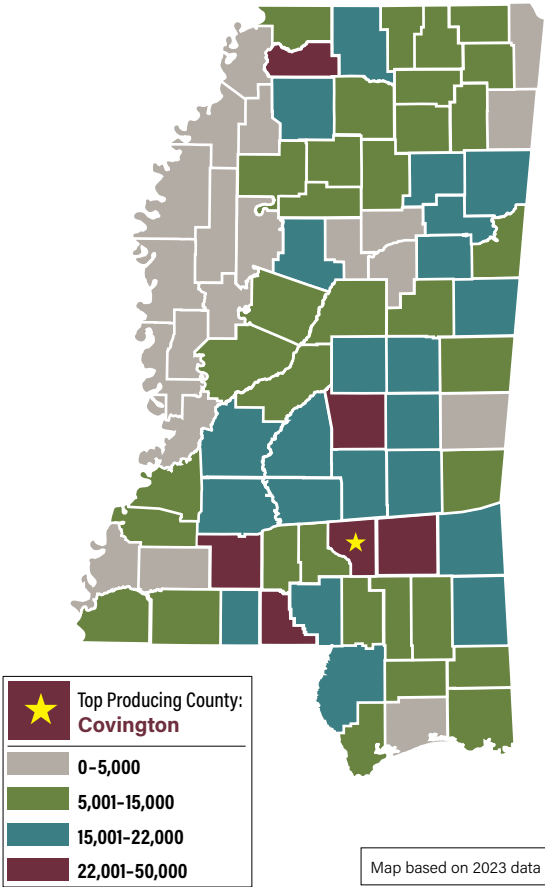 Top Producing County:
Covington
0–5,000
5,001–15,000
15,001–22,000
22,001–50,000
Map based on 2023 data